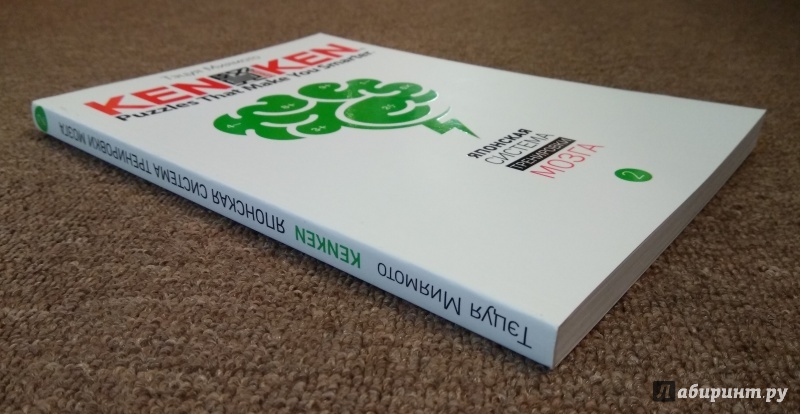 Тэцуя Миямото
KENKEN
Puzzles That Make You Smarter
ЯПОНСКАЯ
СИСТЕМА
ТРЕНИРОВКИ
МОЗГА
2
Тэцуя Миямото KENKEN ЯПОНСКАЯ СИСТЕМА ТРЕНИРОВКИ МОЗГА
Лабиринт.ру